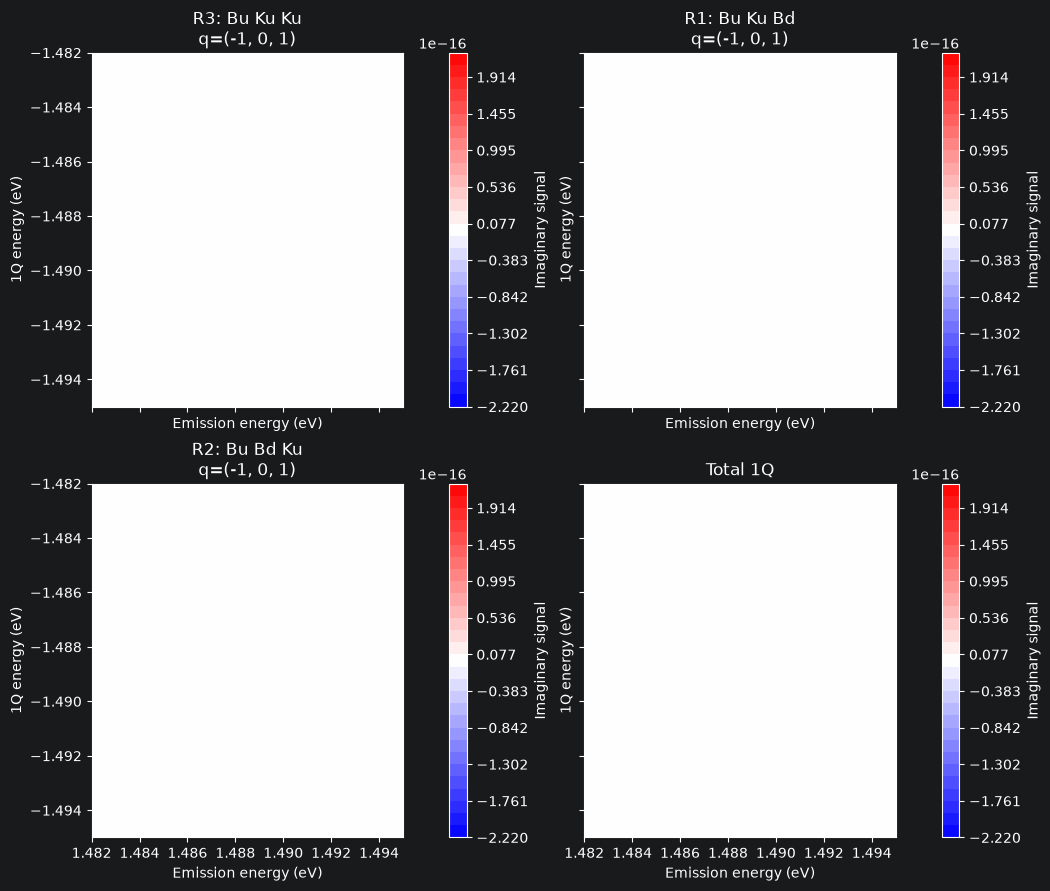 R3: Bu Ku Ku
q=(-1, 0, 1)
1e−16
−1.482
−1.484
−1.486
−1.488
−1.490
−1.492
−1.494
1Q energy (eV)
Emission energy (eV)
1.914
1.455
0.995
0.536
0.077
−0.383
−0.842
−1.302
−1.761
−2.220
Imaginary signal
R1: Bu Ku Bd
q=(-1, 0, 1)
1e−16
1Q energy (eV)
Emission energy (eV)
1.914
1.455
0.995
0.536
0.077
−0.383
−0.842
−1.302
−1.761
−2.220
Imaginary signal
R2: Bu Bd Ku
q=(-1, 0, 1)
1e−16
−1.482
−1.484
−1.486
−1.488
−1.490
−1.492
−1.494
1Q energy (eV)
1.482 1.484 1.486 1.488 1.490 1.492 1.494
Emission energy (eV)
1.914
1.455
0.995
0.536
0.077
−0.383
−0.842
−1.302
−1.761
−2.220
Imaginary signal
Total 1Q
1e−16
1Q energy (eV)
1.482 1.484 1.486 1.488 1.490 1.492 1.494
Emission energy (eV)
1.914
1.455
0.995
0.536
0.077
−0.383
−0.842
−1.302
−1.761
−2.220
Imaginary signal